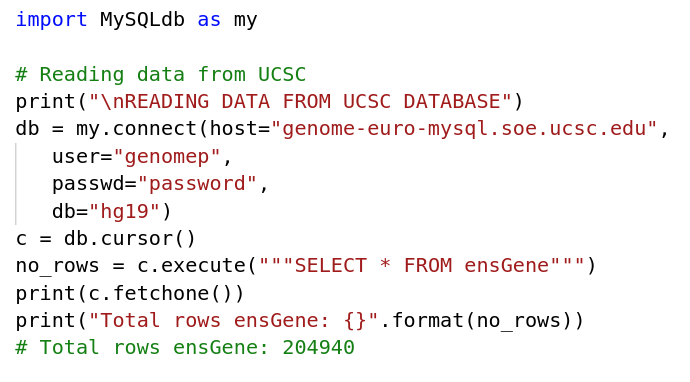 import MySQLdb as my

# Reading data from UCSC
print("\nREADING DATA FROM UCSC DATABASE")
db = my.connect(host="genome-euro-mysql.soe.ucsc.edu",
   user="genomep",
   passwd="password",
   db="hg19")
c = db.cursor()
no_rows = c.execute("""SELECT * FROM ensGene""")
print(c.fetchone())
print("Total rows ensGene: {}".format(no_rows))
# Total rows ensGene: 204940